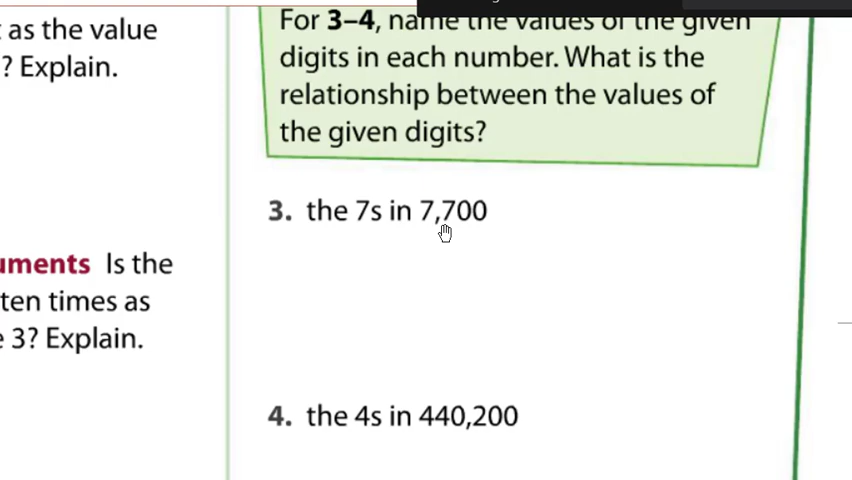 as the value
? Explain.
uments Is the
ten times as
3? Explain.
For 3–4, name the values of the given
digits in each number. What is the
relationship between the values of
the given digits?
3. the 7s in 7,700
4. the 4s in 440,200